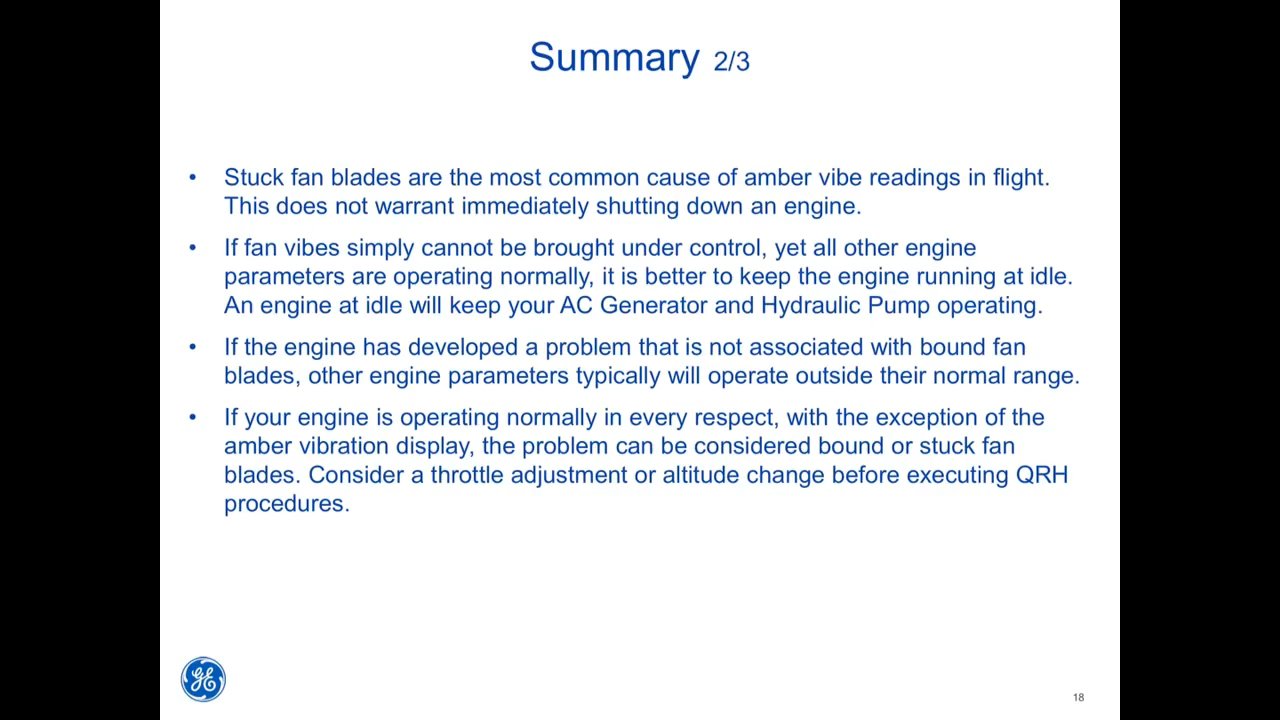 Summary 2/3
• Stuck fan blades are the most common cause of amber vibe readings in flight.
This does not warrant immediately shutting down an engine.
• If fan vibes simply cannot be brought under control, yet all other engine
parameters are operating normally, it is better to keep the engine running at idle.
An engine at idle will keep your AC Generator and Hydraulic Pump operating.
• If the engine has developed a problem that is not associated with bound fan
blades, other engine parameters typically will operate outside their normal range.
• If your engine is operating normally in every respect, with the exception of the
amber vibration display, the problem can be considered bound or stuck fan
blades. Consider a throttle adjustment or altitude change before executing QRH
procedures.
GE
18